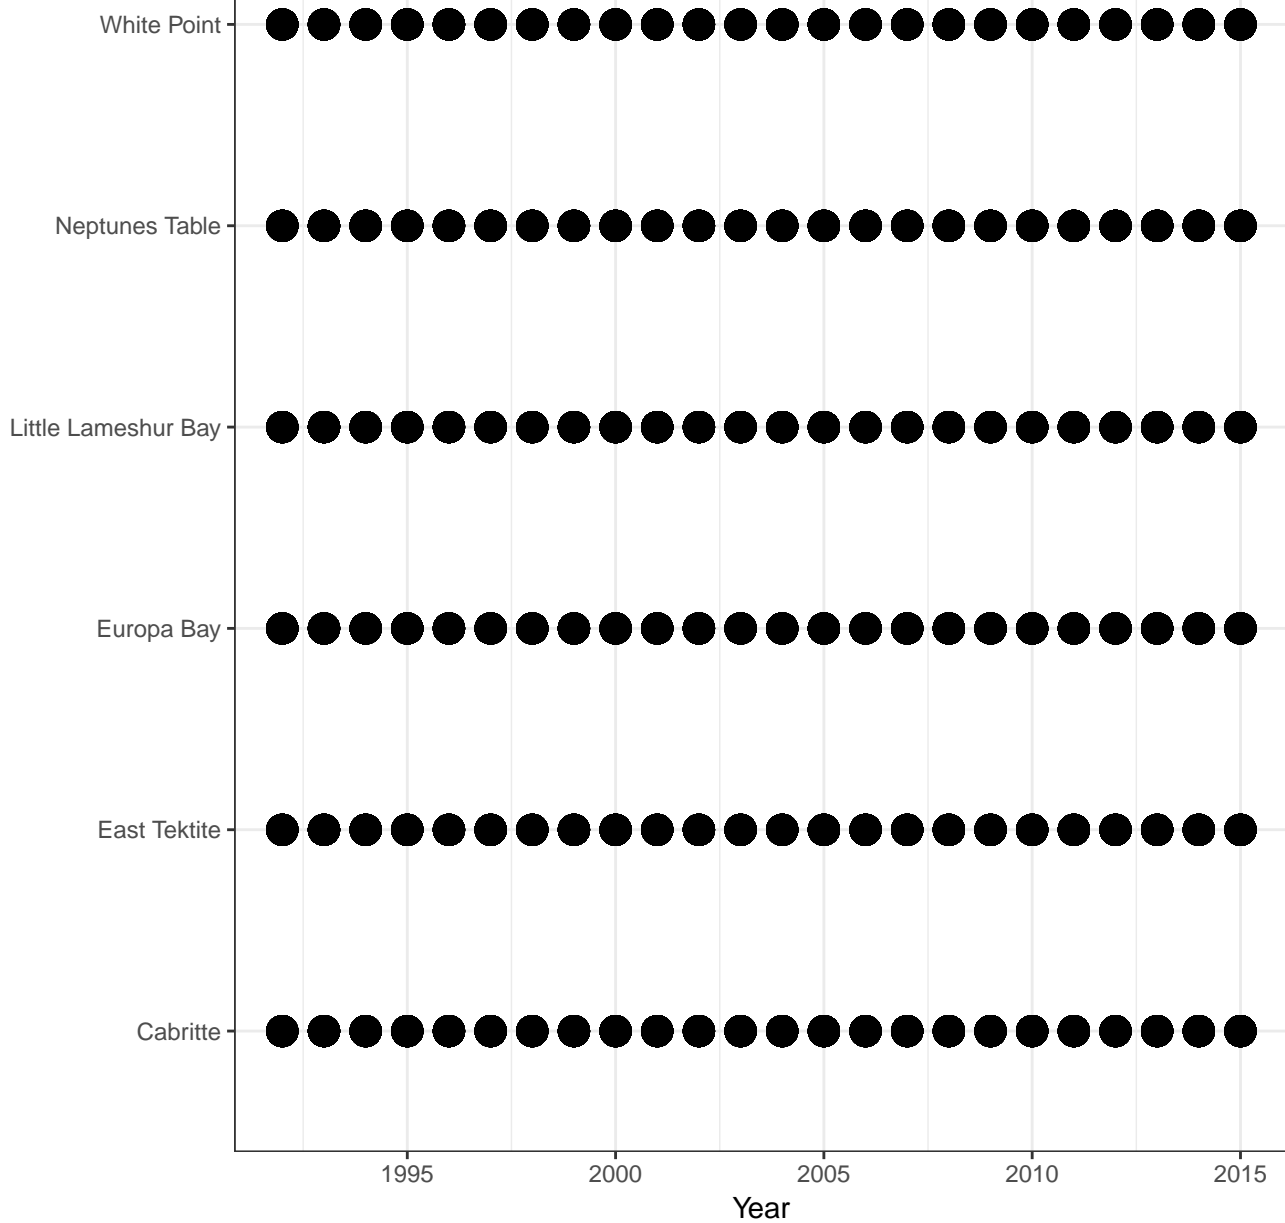 White Point
Neptunes Table
Little Lameshur Bay
Europa Bay
East Tektite
Cabritte
1995 2000 2005 2010 2015
Year